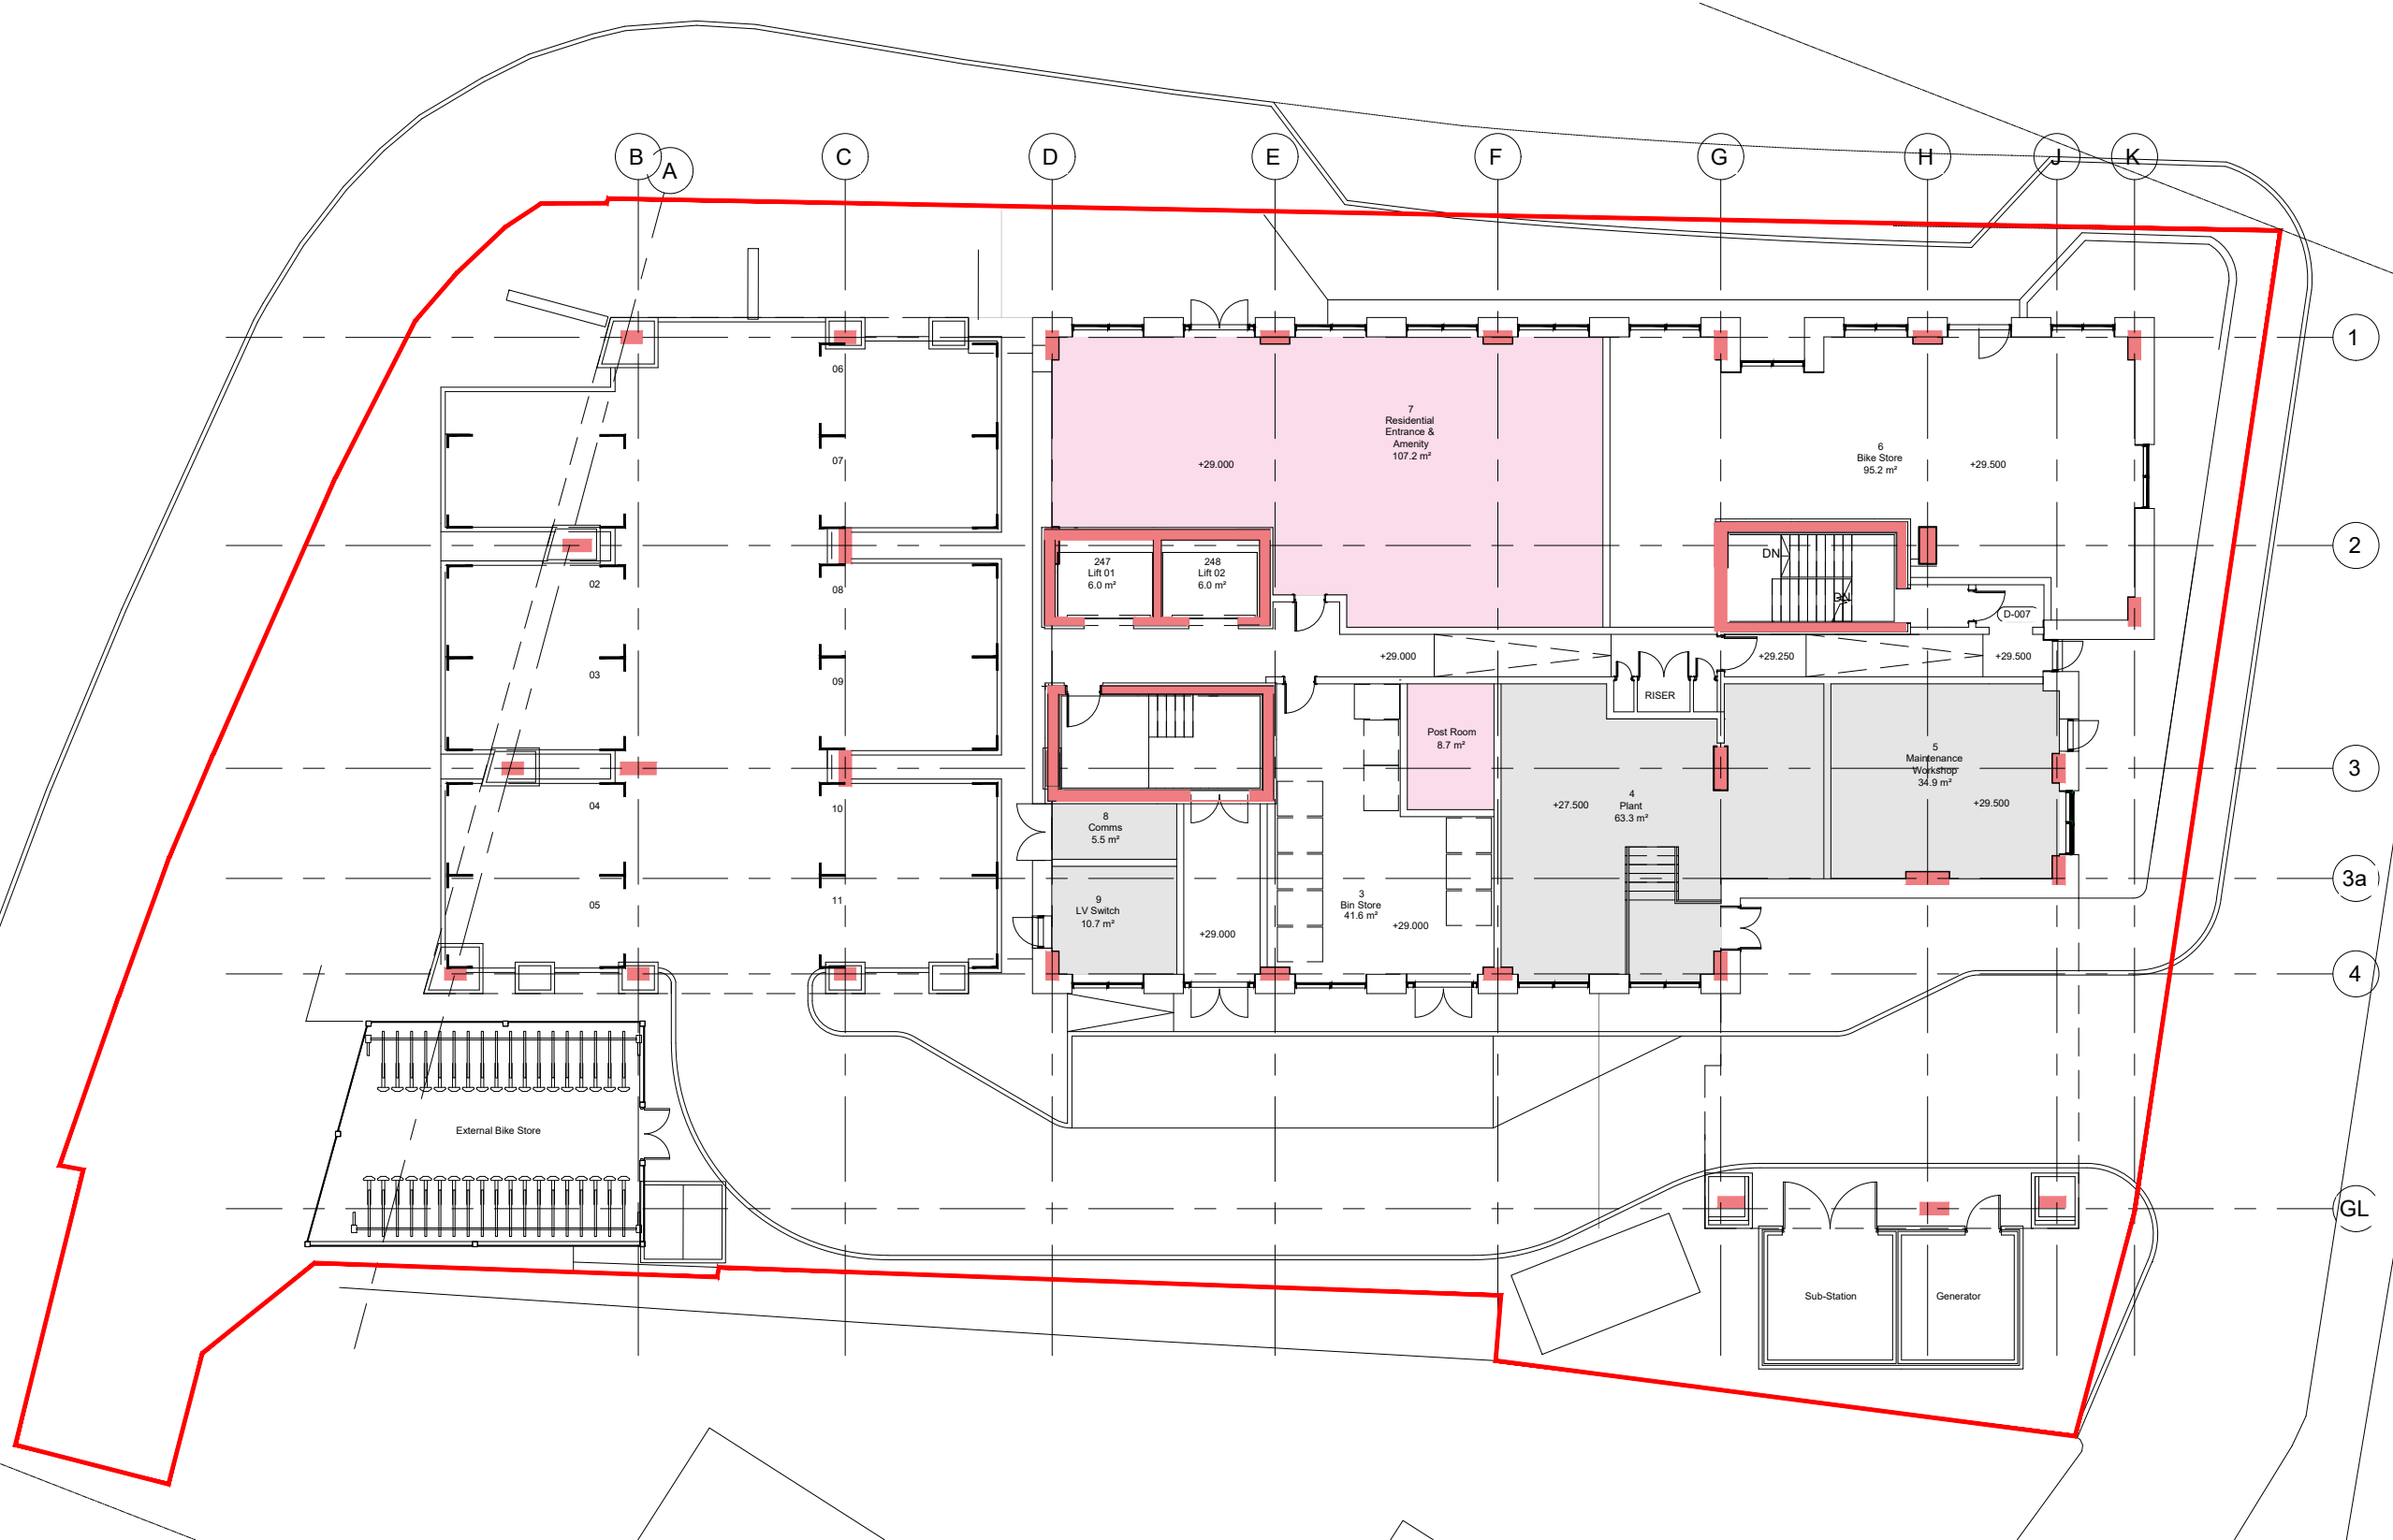 B
A
C
D
E
F
G
H
J
K
1
06
7
Residential
Entrance &
Amenity
107.2 m²
+29.000
6
Bike Store
95.2 m²
+29.500
07
2
DN
DN
247
Lift 01
6.0 m²
248
Lift 02
6.0 m²
02
08
D-007
+29.000
+29.250
+29.500
03
09
RISER
Post Room
8.7 m²
5
Maintenance
Workshop
34.9 m²
+29.500
3
04
10
+27.500
4
Plant
63.3 m²
8
Comms
5.5 m²
3a
05
11
9
LV Switch
10.7 m²
3
Bin Store
41.6 m²
+29.000
+29.000
4
External Bike Store
GL
Sub-Station
Generator